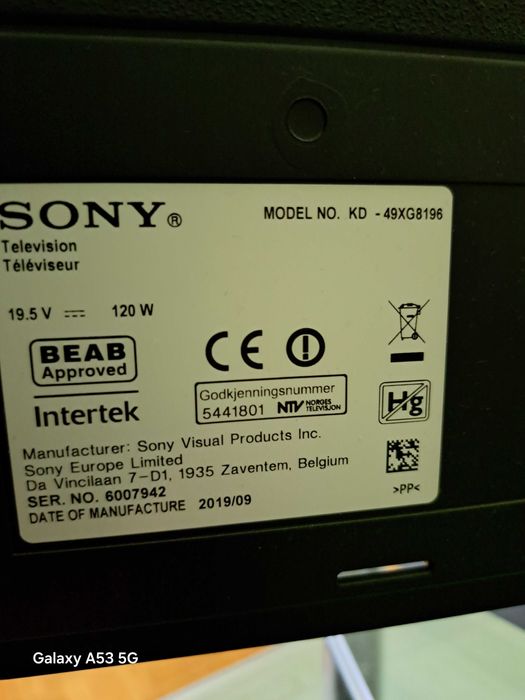 SONY®
MODEL NO. KD - 49XG8196
Television
Téléviseur
19.5 V ⎓ 120 W
BEAB
Approved
Intertek
CE
Godkjenningsnummer
5441801 NTV NORGES TELEVISJON
Hg
Manufacturer: Sony Visual Products Inc.
Sony Europe Limited
Da Vincilaan 7-D1, 1935 Zaventem, Belgium
SER. NO. 6007942
DATE OF MANUFACTURE 2019/09
>PP<
Galaxy A53 5G